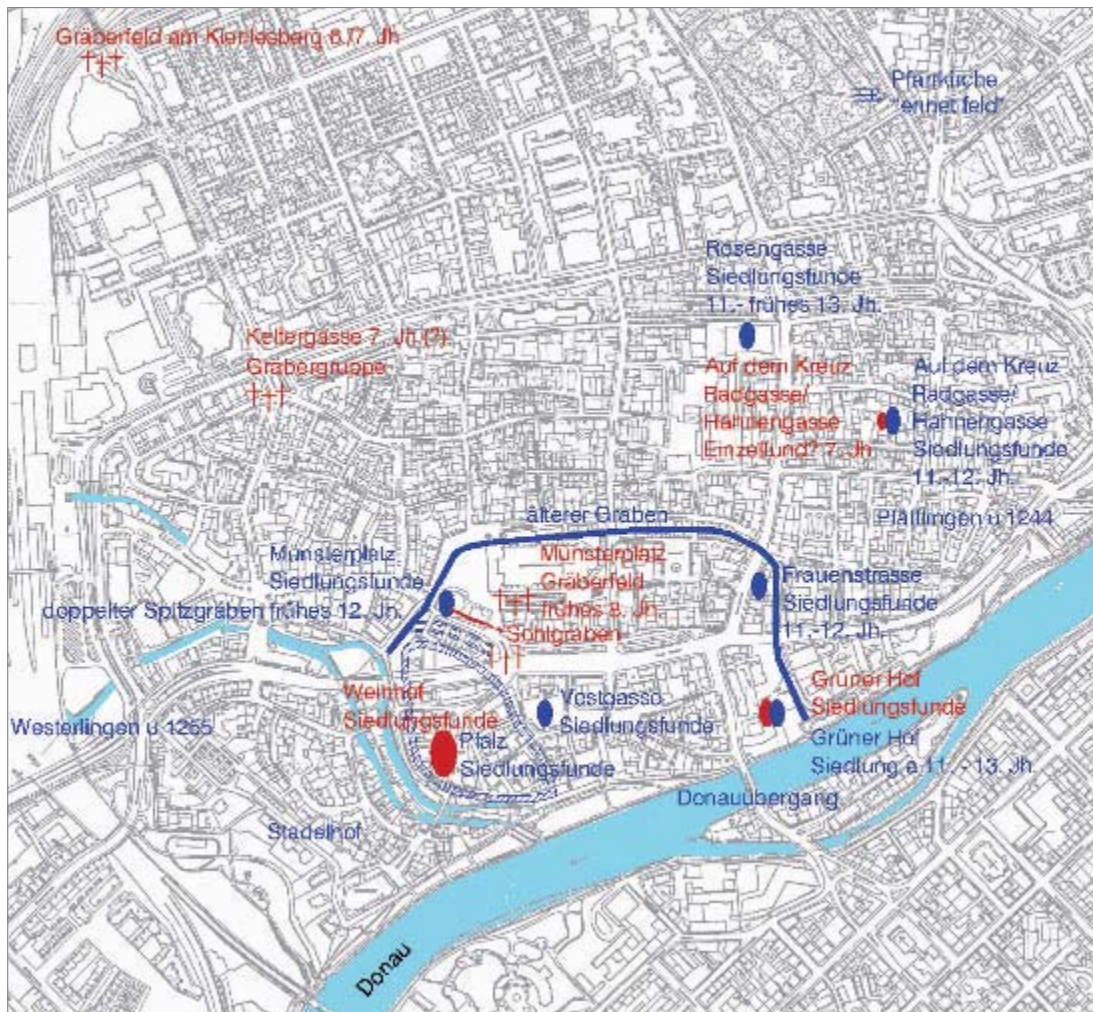 Gräberfeld am Kienlesberg 6./7. Jh
Pfarrkirche
"ennet feld"
Rosengasse
Siedlungsfunde
11.- frühes 13. Jh.
Keltergasse 7. Jh.(?)
Gräbergruppe
Auf dem Kreuz
Radgasse/
Hahnengasse
Einzelfund? 7. Jh
Auf dem Kreuz
Radgasse/
Hahnengasse
Siedlungsfunde
11.-12. Jh.
Pfäfflingen u 1244
älterer Graben
Münsterplatz
Siedlungsfunde
doppelter Spitzgraben frühes 12. Jh.
Münsterplatz
Gräberfeld
frühes 8. Jh.
Sohlgraben
Frauenstrasse
Siedlungsfunde
11.-12. Jh.
Westerlingen u 1255
Weinhof
Siedlungsfunde
Pfalz
Siedlungsfunde
Vestgasse
Siedlungsfunde
Grüner Hof
Siedlungsfunde
Grüner Hof
Siedlung a 11. - 13. Jh.
Donauübergang
Stadelhof
Donau